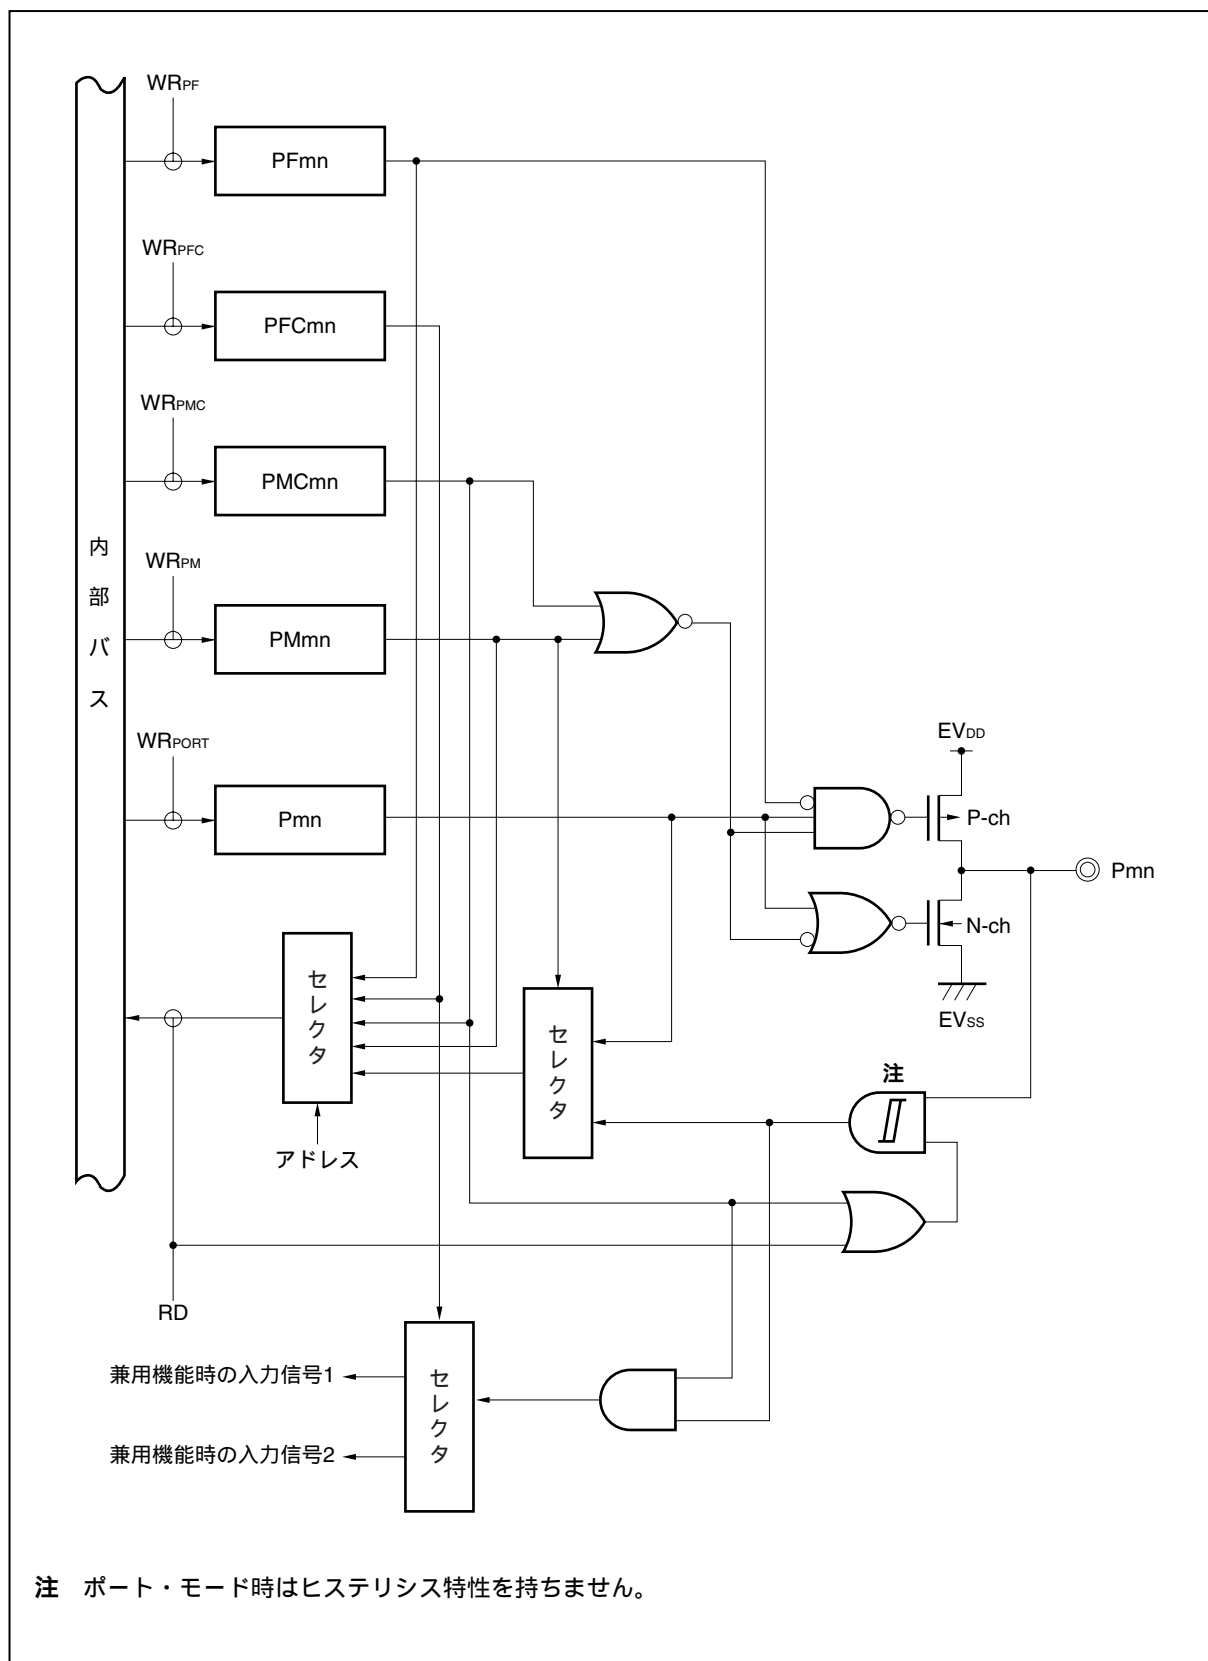 WRPF
PFmn
WRPFC
PFCmn
WRPMC
PMCmn
内部バス
WRPM
PMmn
WRPORT
Pmn
EVDD
P-ch
Pmn
N-ch
EVSS
セレクタ
セレクタ
注
アドレス
RD
兼用機能時の入力信号1
セレクタ
兼用機能時の入力信号2
注 ポート・モード時はヒステリシス特性を持ちません。